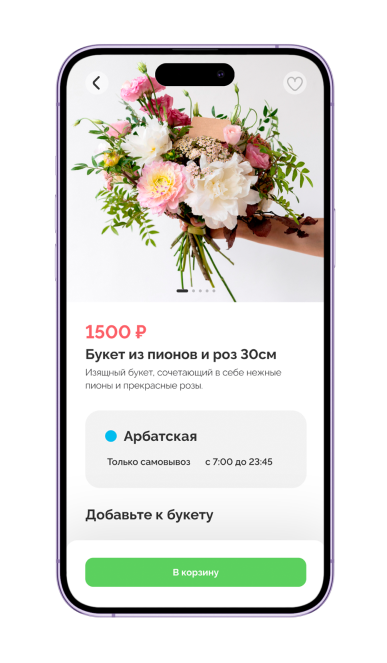 1500 ₽
Букет из пионов и роз 30см
Изящный букет, сочетающий в себе нежные
пионы и прекрасные розы.
Арбатская
Только самовывоз с 7:00 до 23:45
Добавьте к букету
В корзину